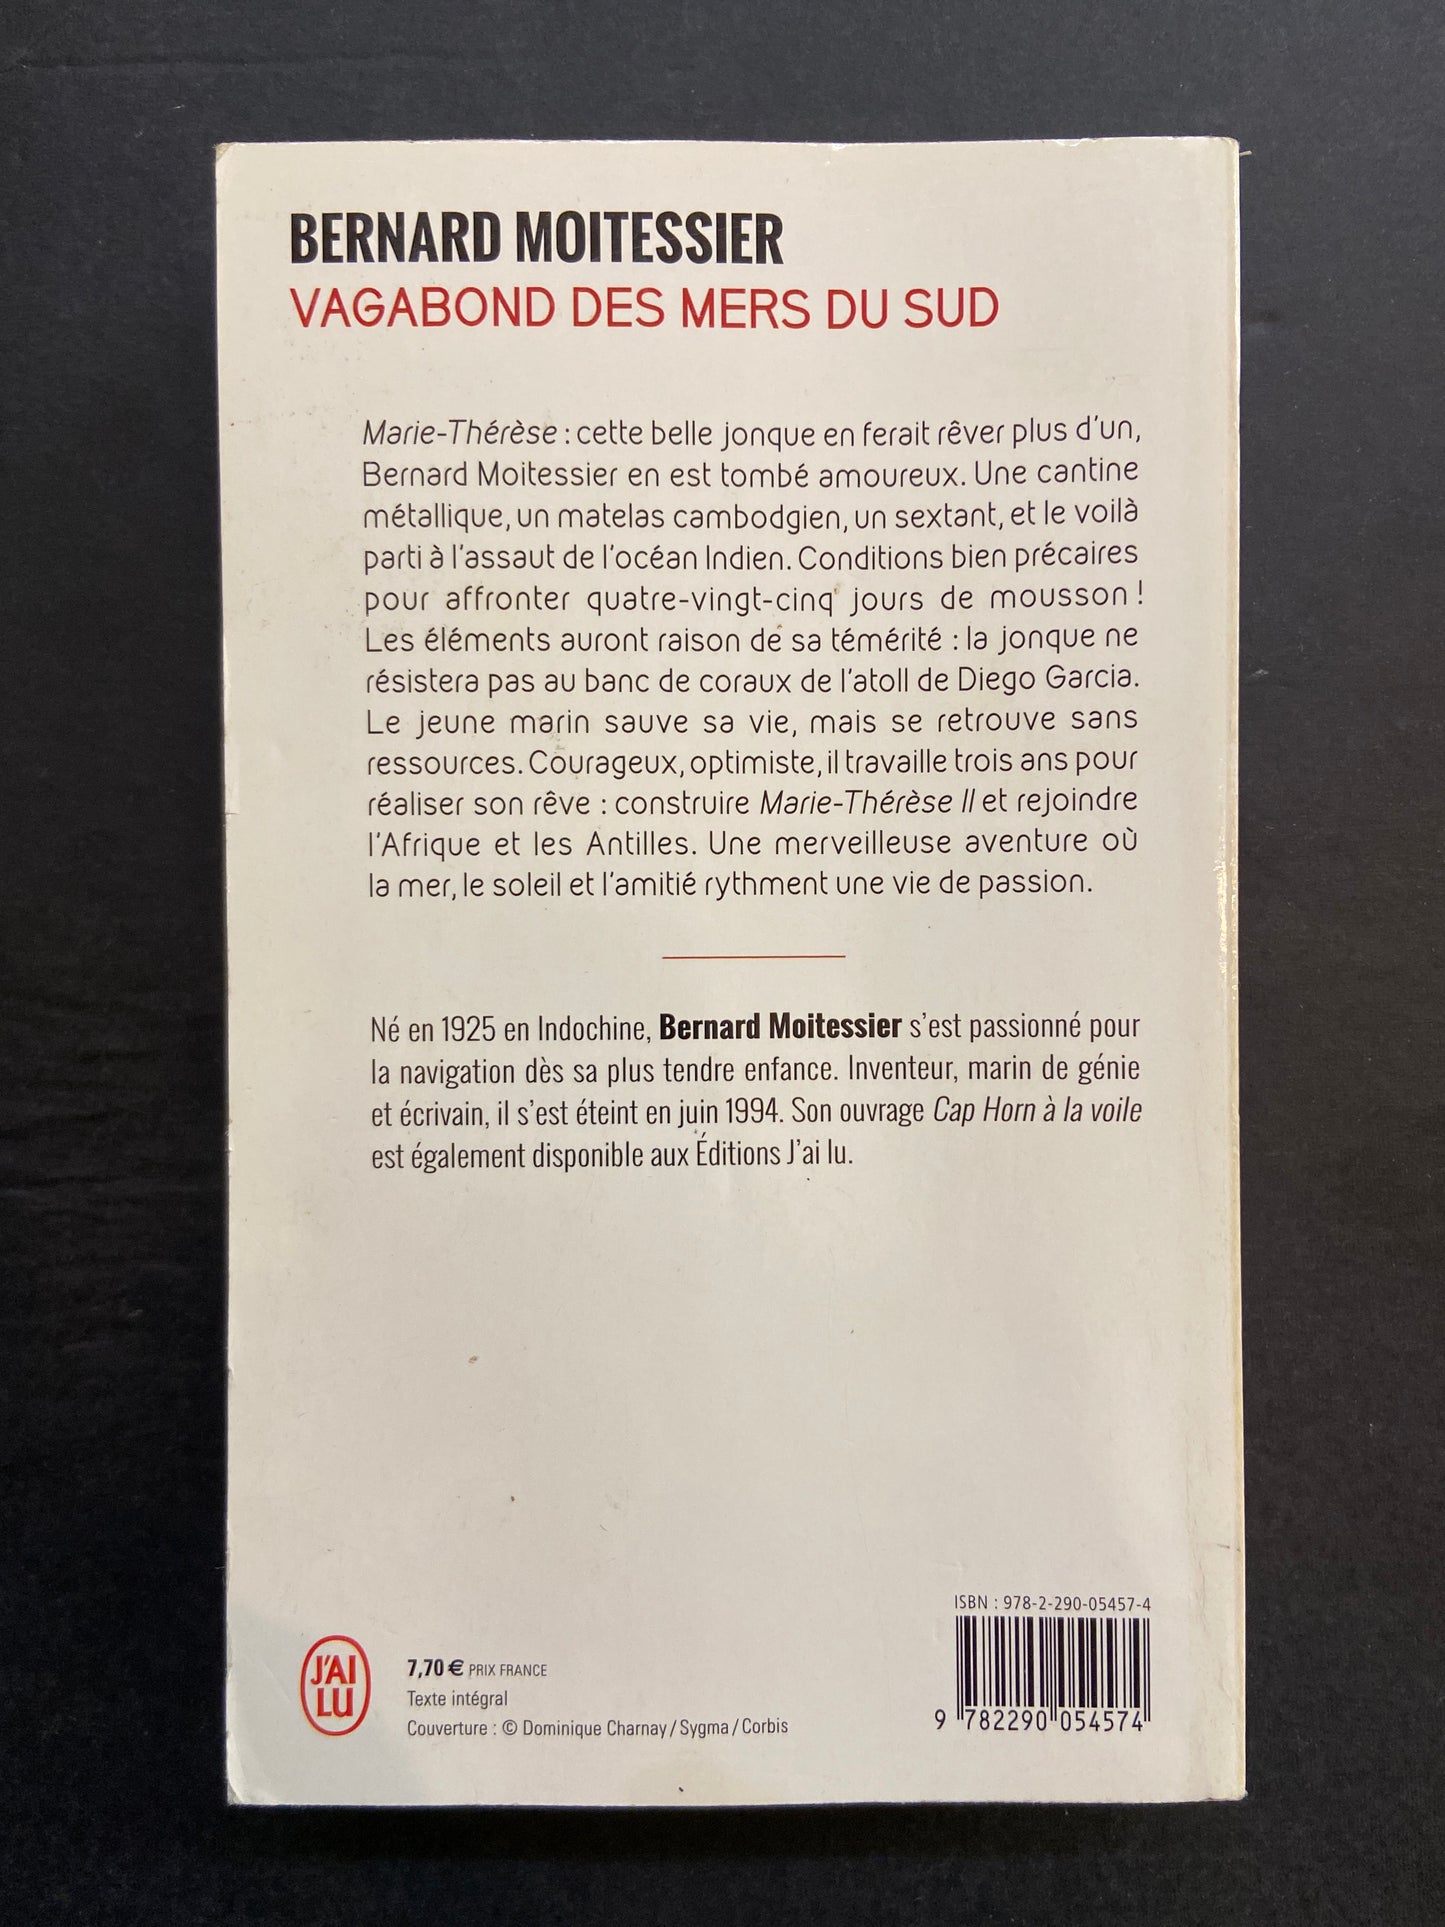 BERNARD MOITESSIER
VAGABOND DES MERS DU SUD
Marie-Thérèse : cette belle jonque en ferait rêver plus d'un,
Bernard Moitessier en est tombé amoureux. Une cantine
métallique, un matelas cambodgien, un sextant, et le voilà
parti à l'assaut de l'océan Indien. Conditions bien précaires
pour affronter quatre-vingt-cinq jours de mousson !
Les éléments auront raison de sa témérité : la jonque ne
résistera pas au banc de coraux de l'atoll de Diego Garcia.
Le jeune marin sauve sa vie, mais se retrouve sans
ressources. Courageux, optimiste, il travaille trois ans pour
réaliser son rêve : construire Marie-Thérèse II et rejoindre
l'Afrique et les Antilles. Une merveilleuse aventure où
la mer, le soleil et l'amitié rythment une vie de passion.
Né en 1925 en Indochine, Bernard Moitessier s'est passionné pour
la navigation dès sa plus tendre enfance. Inventeur, marin de génie
et écrivain, il s'est éteint en juin 1994. Son ouvrage Cap Horn à la voile
est également disponible aux Éditions J'ai lu.
J'AI
LU
7,70 € PRIX FRANCE
Texte intégral
Couverture : © Dominique Charnay / Sygma / Corbis
ISBN : 978-2-290-05457-4
9 782290 054574